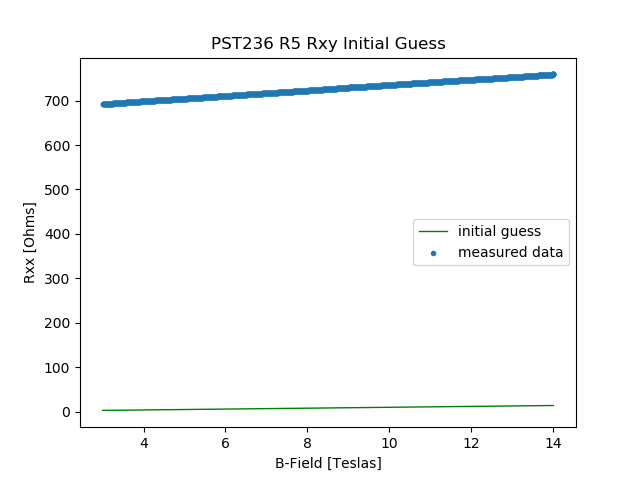 PST236 R5 Rxy Initial Guess
700
600
500
400
300
200
100
0
Rxx [Ohms]
initial guess
measured data
4 6 8 10 12 14
B-Field [Teslas]